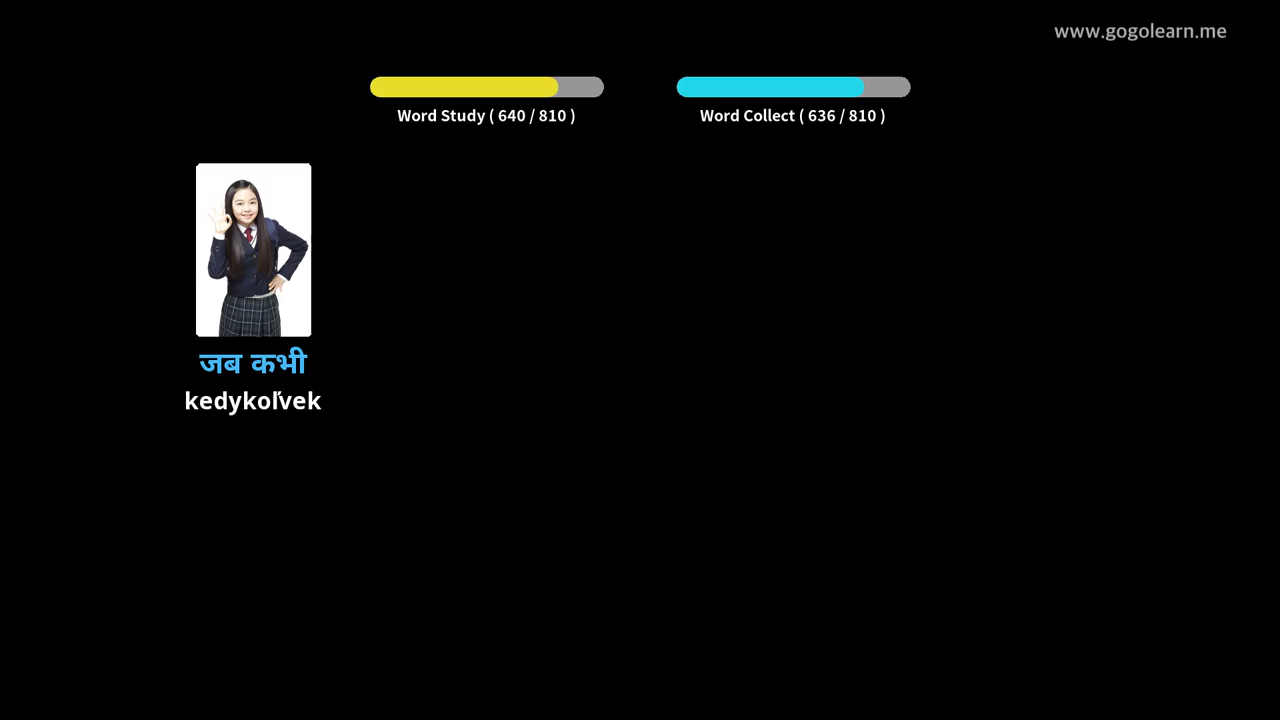 www.gogolearn.me
Word Study ( 640 / 810 )
Word Collect ( 636 / 810 )
जब कभी
kedykoľvek